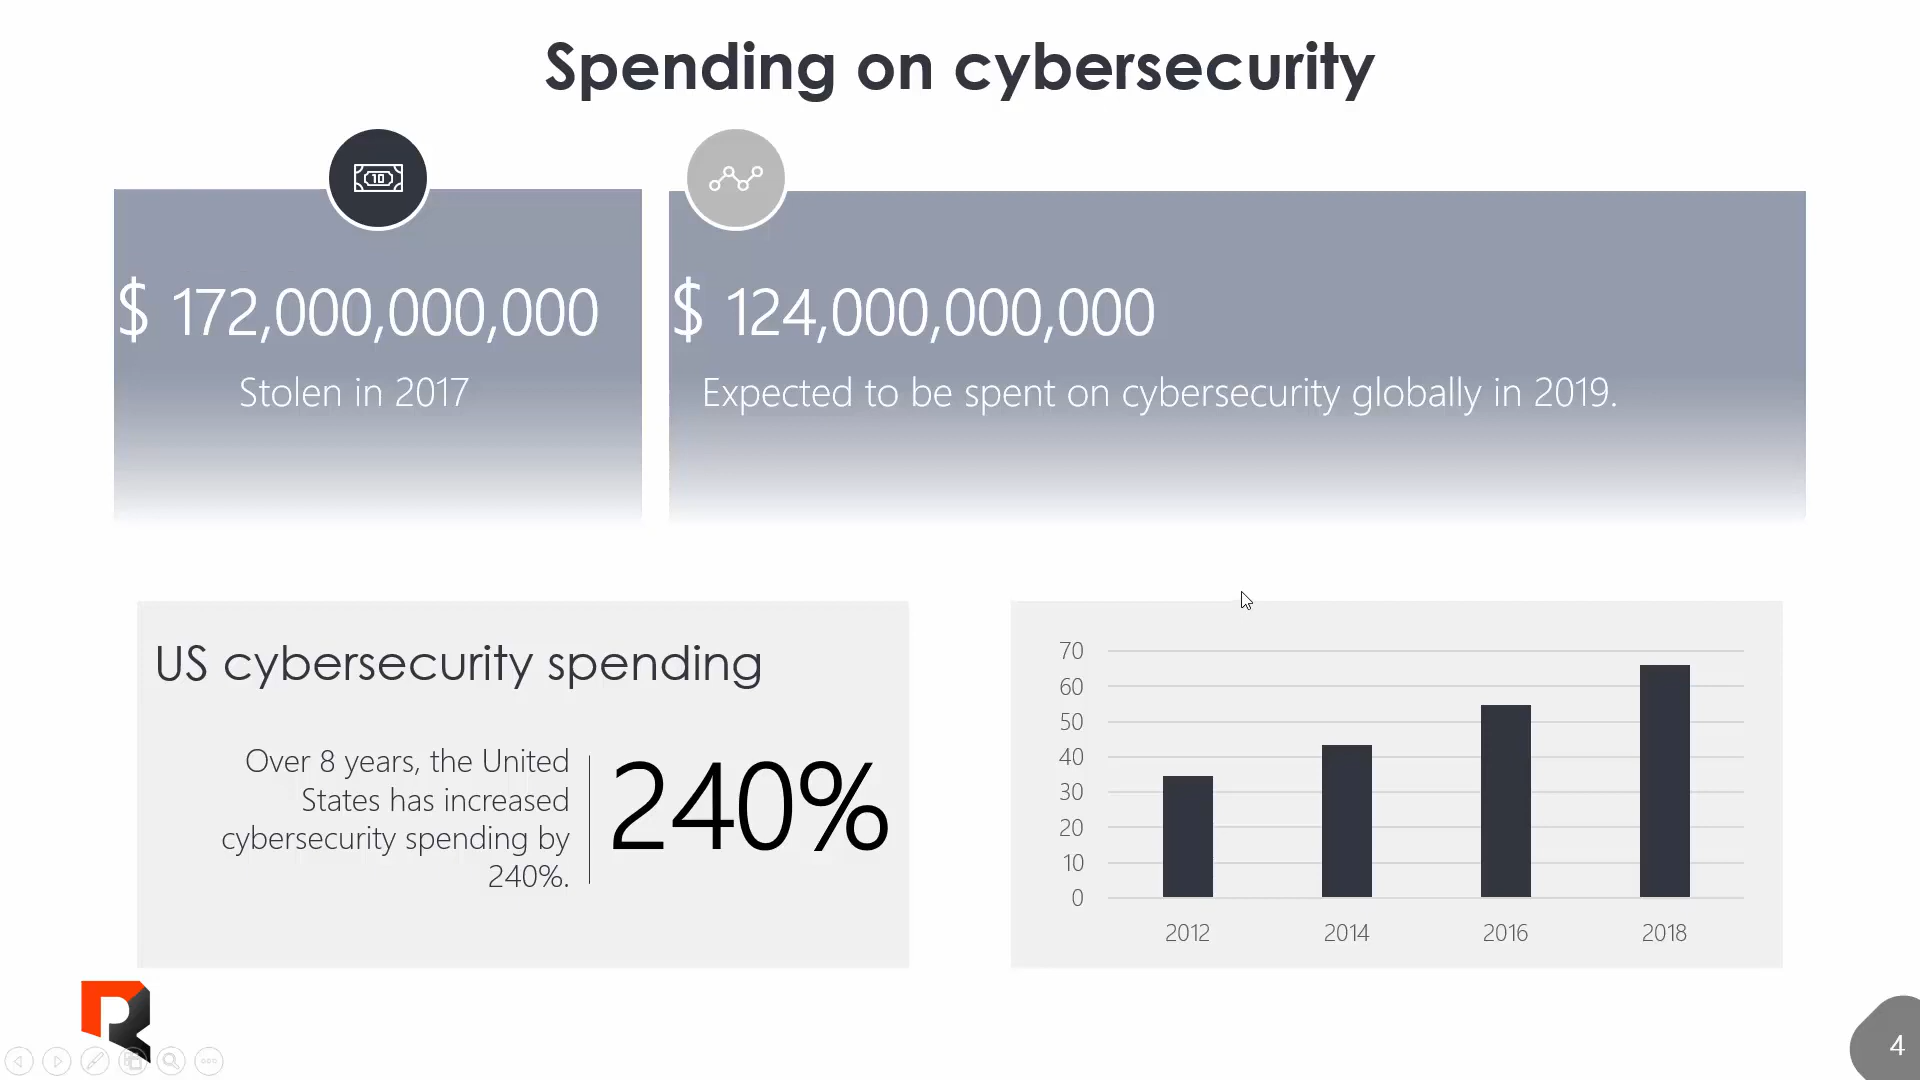 Spending on cybersecurity
10
$ 172,000,000,000
Stolen in 2017
$ 124,000,000,000
Expected to be spent on cybersecurity globally in 2019.
US cybersecurity spending
Over 8 years, the United
States has increased
cybersecurity spending by
240%.
240%
70
60
50
40
30
20
10
0
2012 2014 2016 2018
4